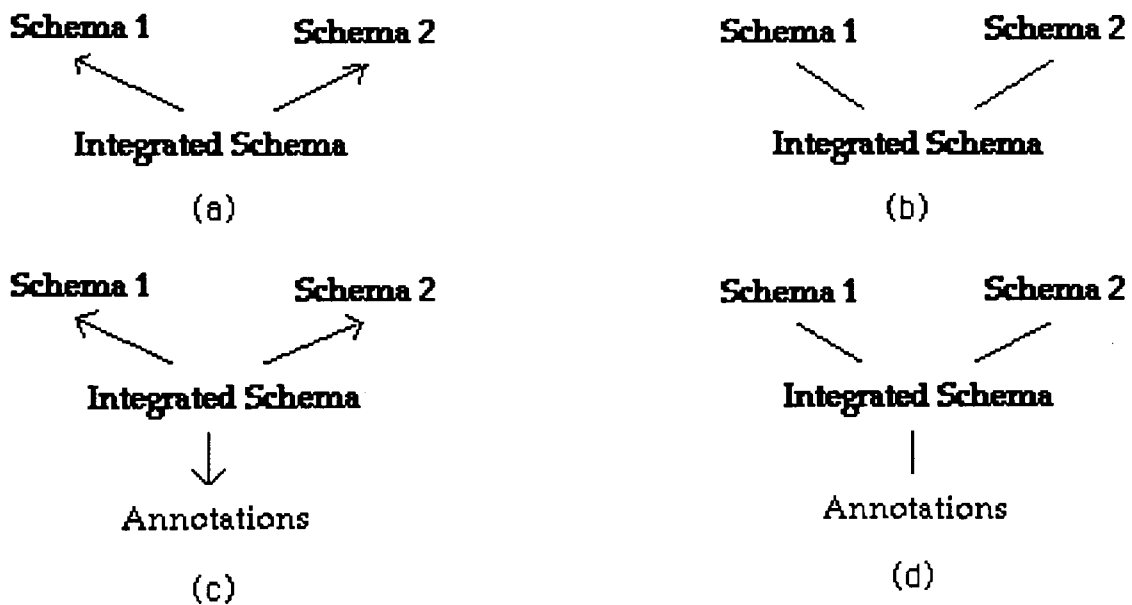 Schema 1 Schema 2
Integrated Schema
(a)
Schema 1 Schema 2
Integrated Schema
(b)
Schema 1 Schema 2
Integrated Schema
Annotations
(c)
Schema 1 Schema 2
Integrated Schema
Annotations
(d)